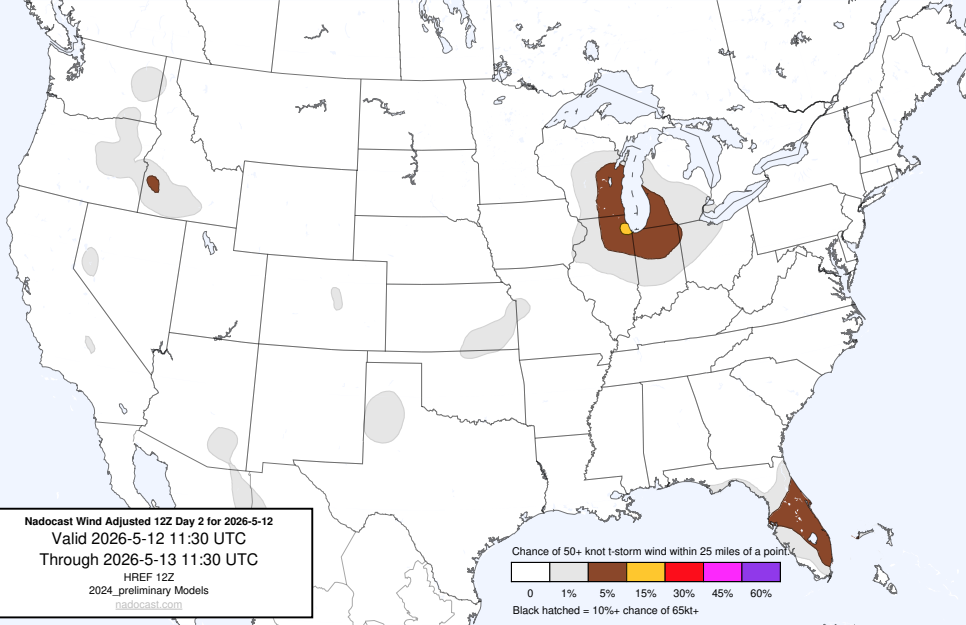 Nadocast Wind Adjusted 12Z Day 2 for 2026-5-12
Valid 2026-5-12 11:30 UTC
Through 2026-5-13 11:30 UTC
HREF 12Z
2024_preliminary Models
nadocast.com
Chance of 50+ knot t-storm wind within 25 miles of a point.
0 1% 5% 15% 30% 45% 60%
Black hatched = 10%+ chance of 65kt+